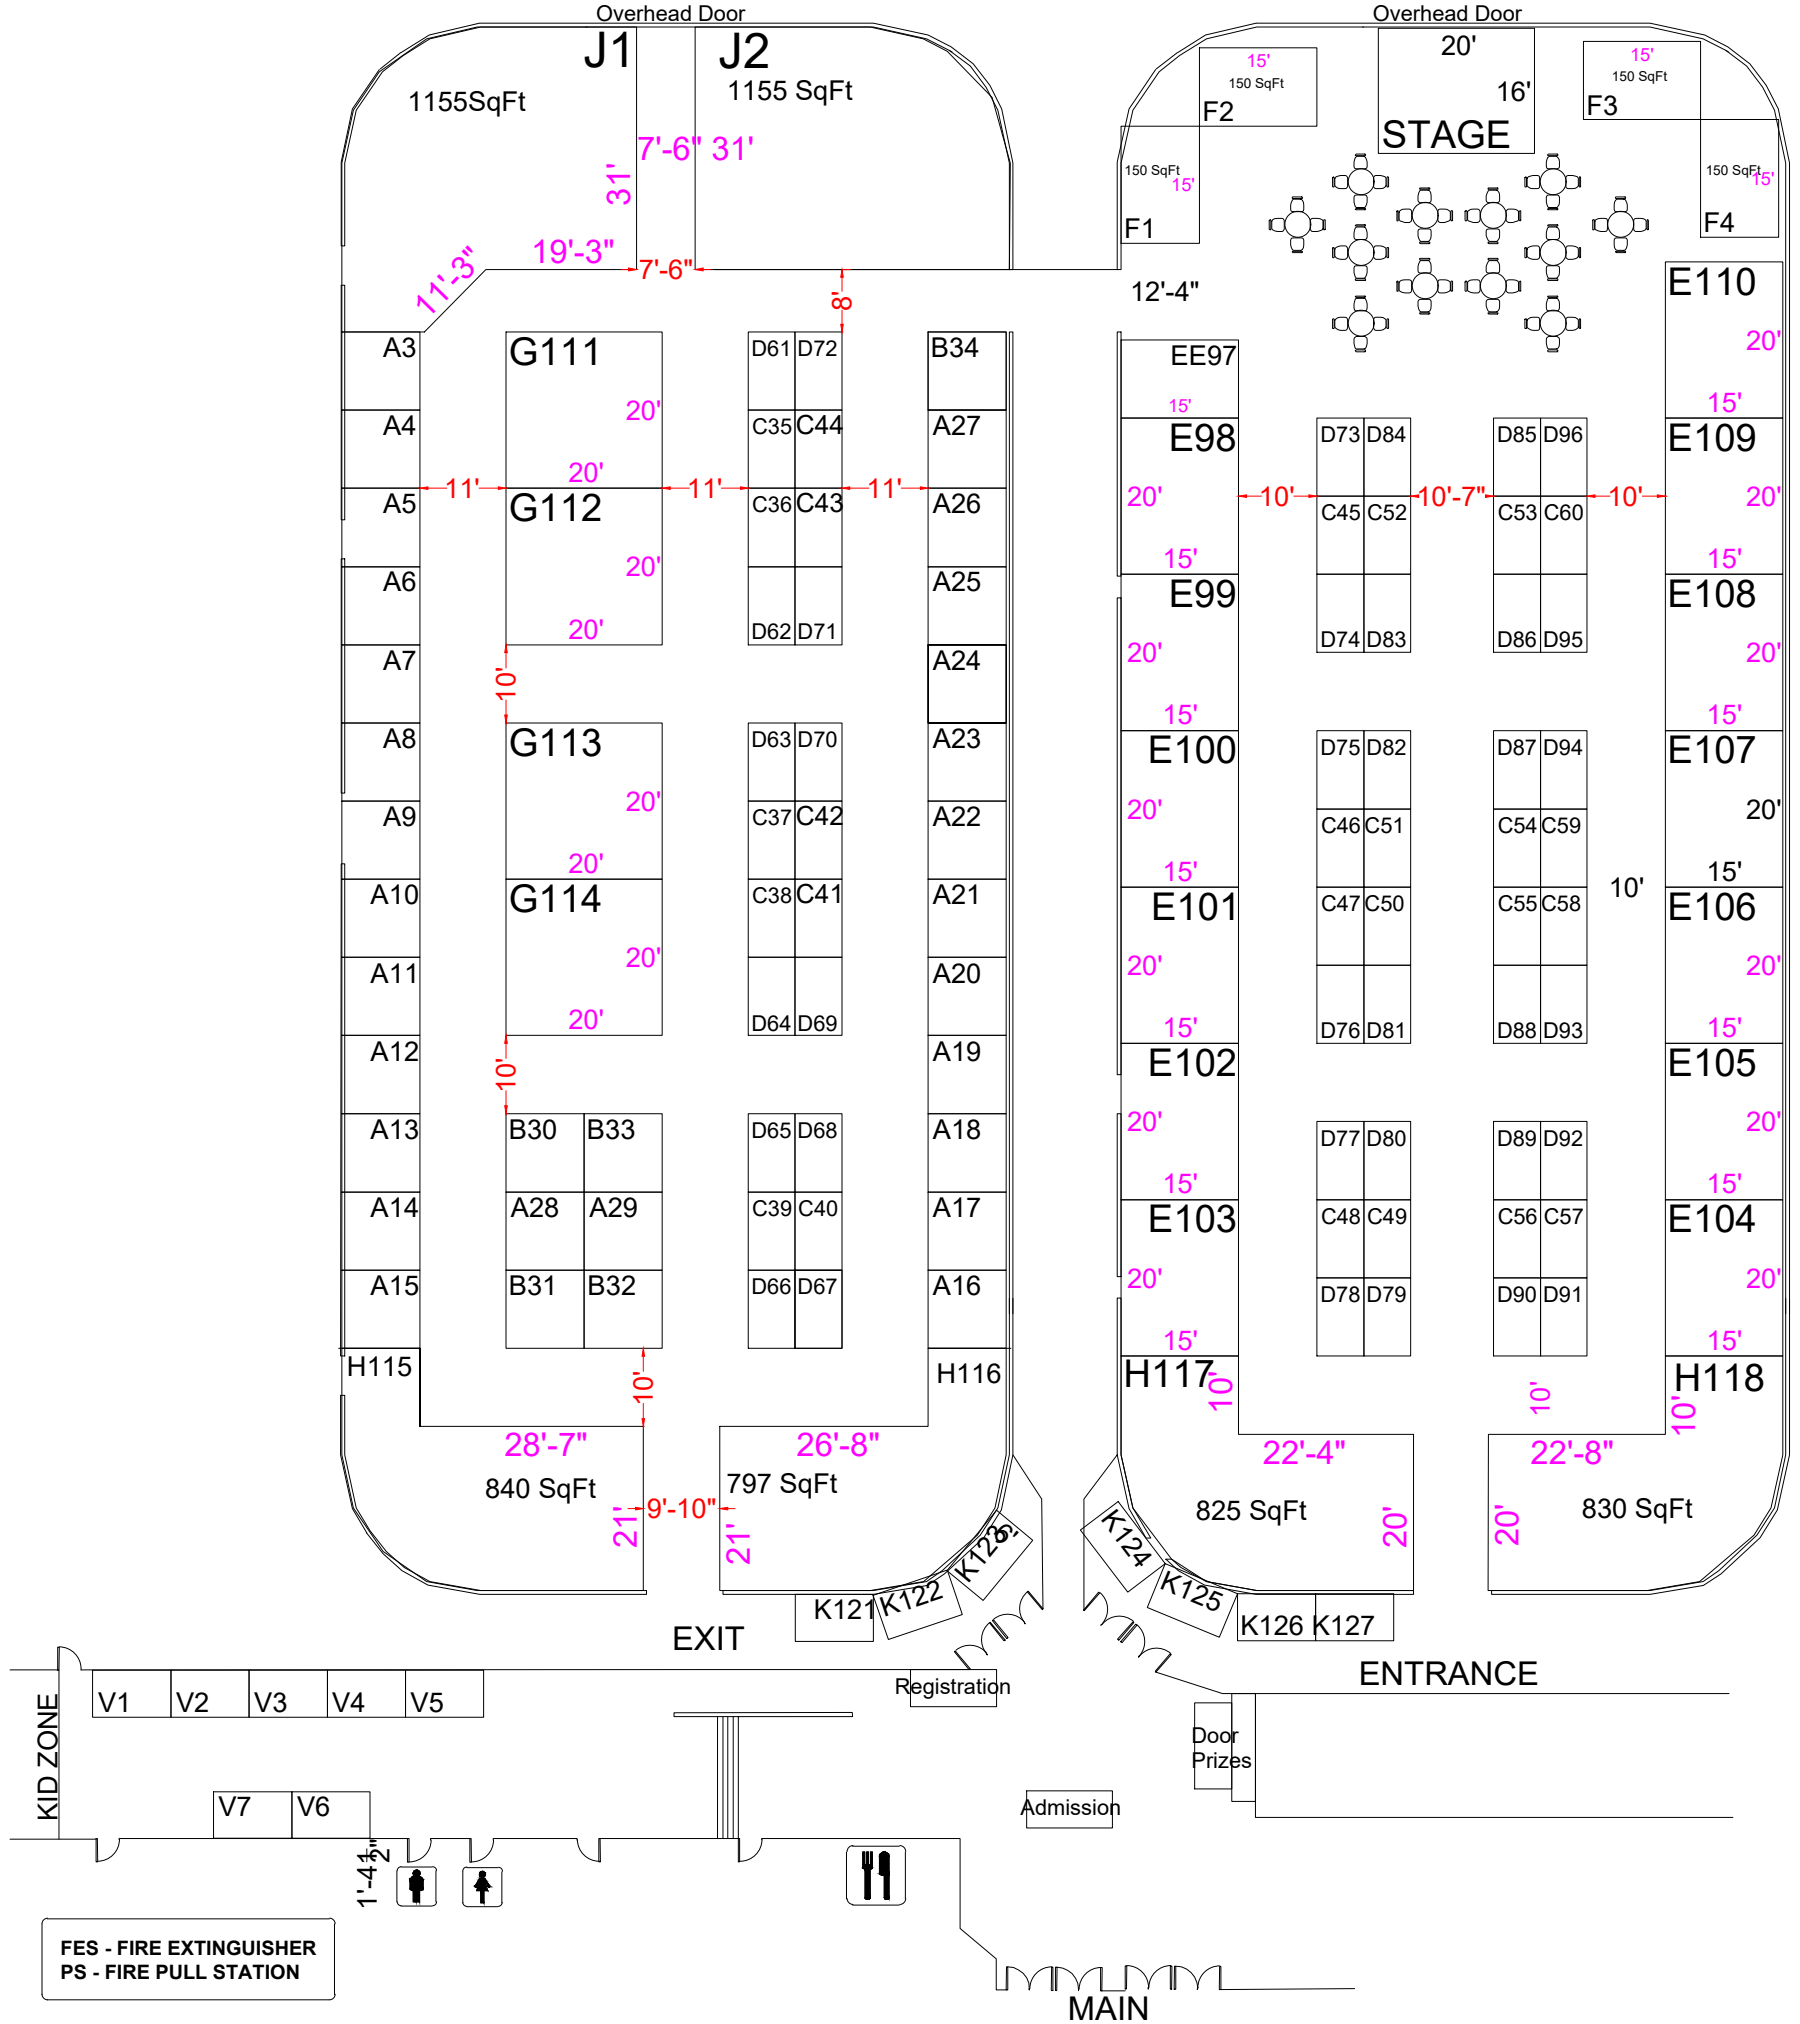 Overhead Door
Overhead Door
J1
J2
1155SqFt
1155 SqFt
7'-6" 31'
31'
19'-3"
11'-3"
7'-6"
8'
12'-4"
20'
16'
STAGE
15'
150 SqFt
F2
150 SqFt
15'
F1
15'
150 SqFt
F3
150 SqFt
15'
F4
A3
A4
A5
A6
A7
A8
A9
A10
A11
A12
A13
A14
A15
H115
11'
G111
20'
20'
G112
20'
20'
10'
G113
20'
20'
G114
20'
20'
10'
B30 B33
A28 A29
B31 B32
10'
11'
D61 D72
C35 C44
C36 C43
D62 D71
D63 D70
C37 C42
C38 C41
D64 D69
D65 D68
C39 C40
D66 D67
11'
B34
A27
A26
A25
A24
A23
A22
A21
A20
A19
A18
A17
A16
H116
28'-7"
840 SqFt
21'
9'-10"
26'-8"
797 SqFt
21'
EE97
15'
E98
20'
15'
E99
20'
15'
E100
20'
15'
E101
20'
15'
E102
20'
15'
E103
20'
15'
H117
10'
10'
D73 D84
C45 C52
D74 D83
D75 D82
C46 C51
C47 C50
D76 D81
D77 D80
C48 C49
D78 D79
10'-7"
D85 D96
C53 C60
D86 D95
D87 D94
C54 C59
C55 C58
D88 D93
D89 D92
C56 C57
D90 D91
10'
10'
E110
20'
15'
E109
20'
15'
E108
20'
15'
E107
20'
15'
E106
20'
15'
E105
20'
15'
E104
20'
15'
H118
10'
10'
22'-4"
825 SqFt
20'
22'-8"
830 SqFt
20'
K121
K122
K123
6'
K124
K125
K126 K127
EXIT
ENTRANCE
KID ZONE
V1 V2 V3 V4 V5
V7 V6
Registration
Door
Prizes
Admission
FES - FIRE EXTINGUISHER
PS - FIRE PULL STATION
MAIN